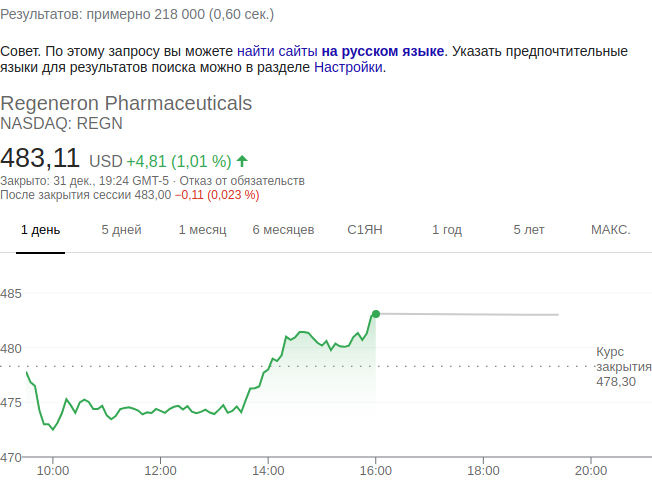 Результатов: примерно 218 000 (0,60 сек.)
Совет. По этому запросу вы можете найти сайты на русском языке. Указать предпочтительные
языки для результатов поиска можно в разделе Настройки.
Regeneron Pharmaceuticals
NASDAQ: REGN
483,11 USD +4,81 (1,01 %)
Закрыто: 31 дек., 19:24 GMT-5 · Отказ от обязательств
После закрытия сессии 483,00 −0,11 (0,023 %)
1 день 5 дней 1 месяц 6 месяцев С1ЯН 1 год 5 лет МАКС.
485
480
Курс
закрытия
478,30
475
470
10:00 12:00 14:00 16:00 18:00 20:00